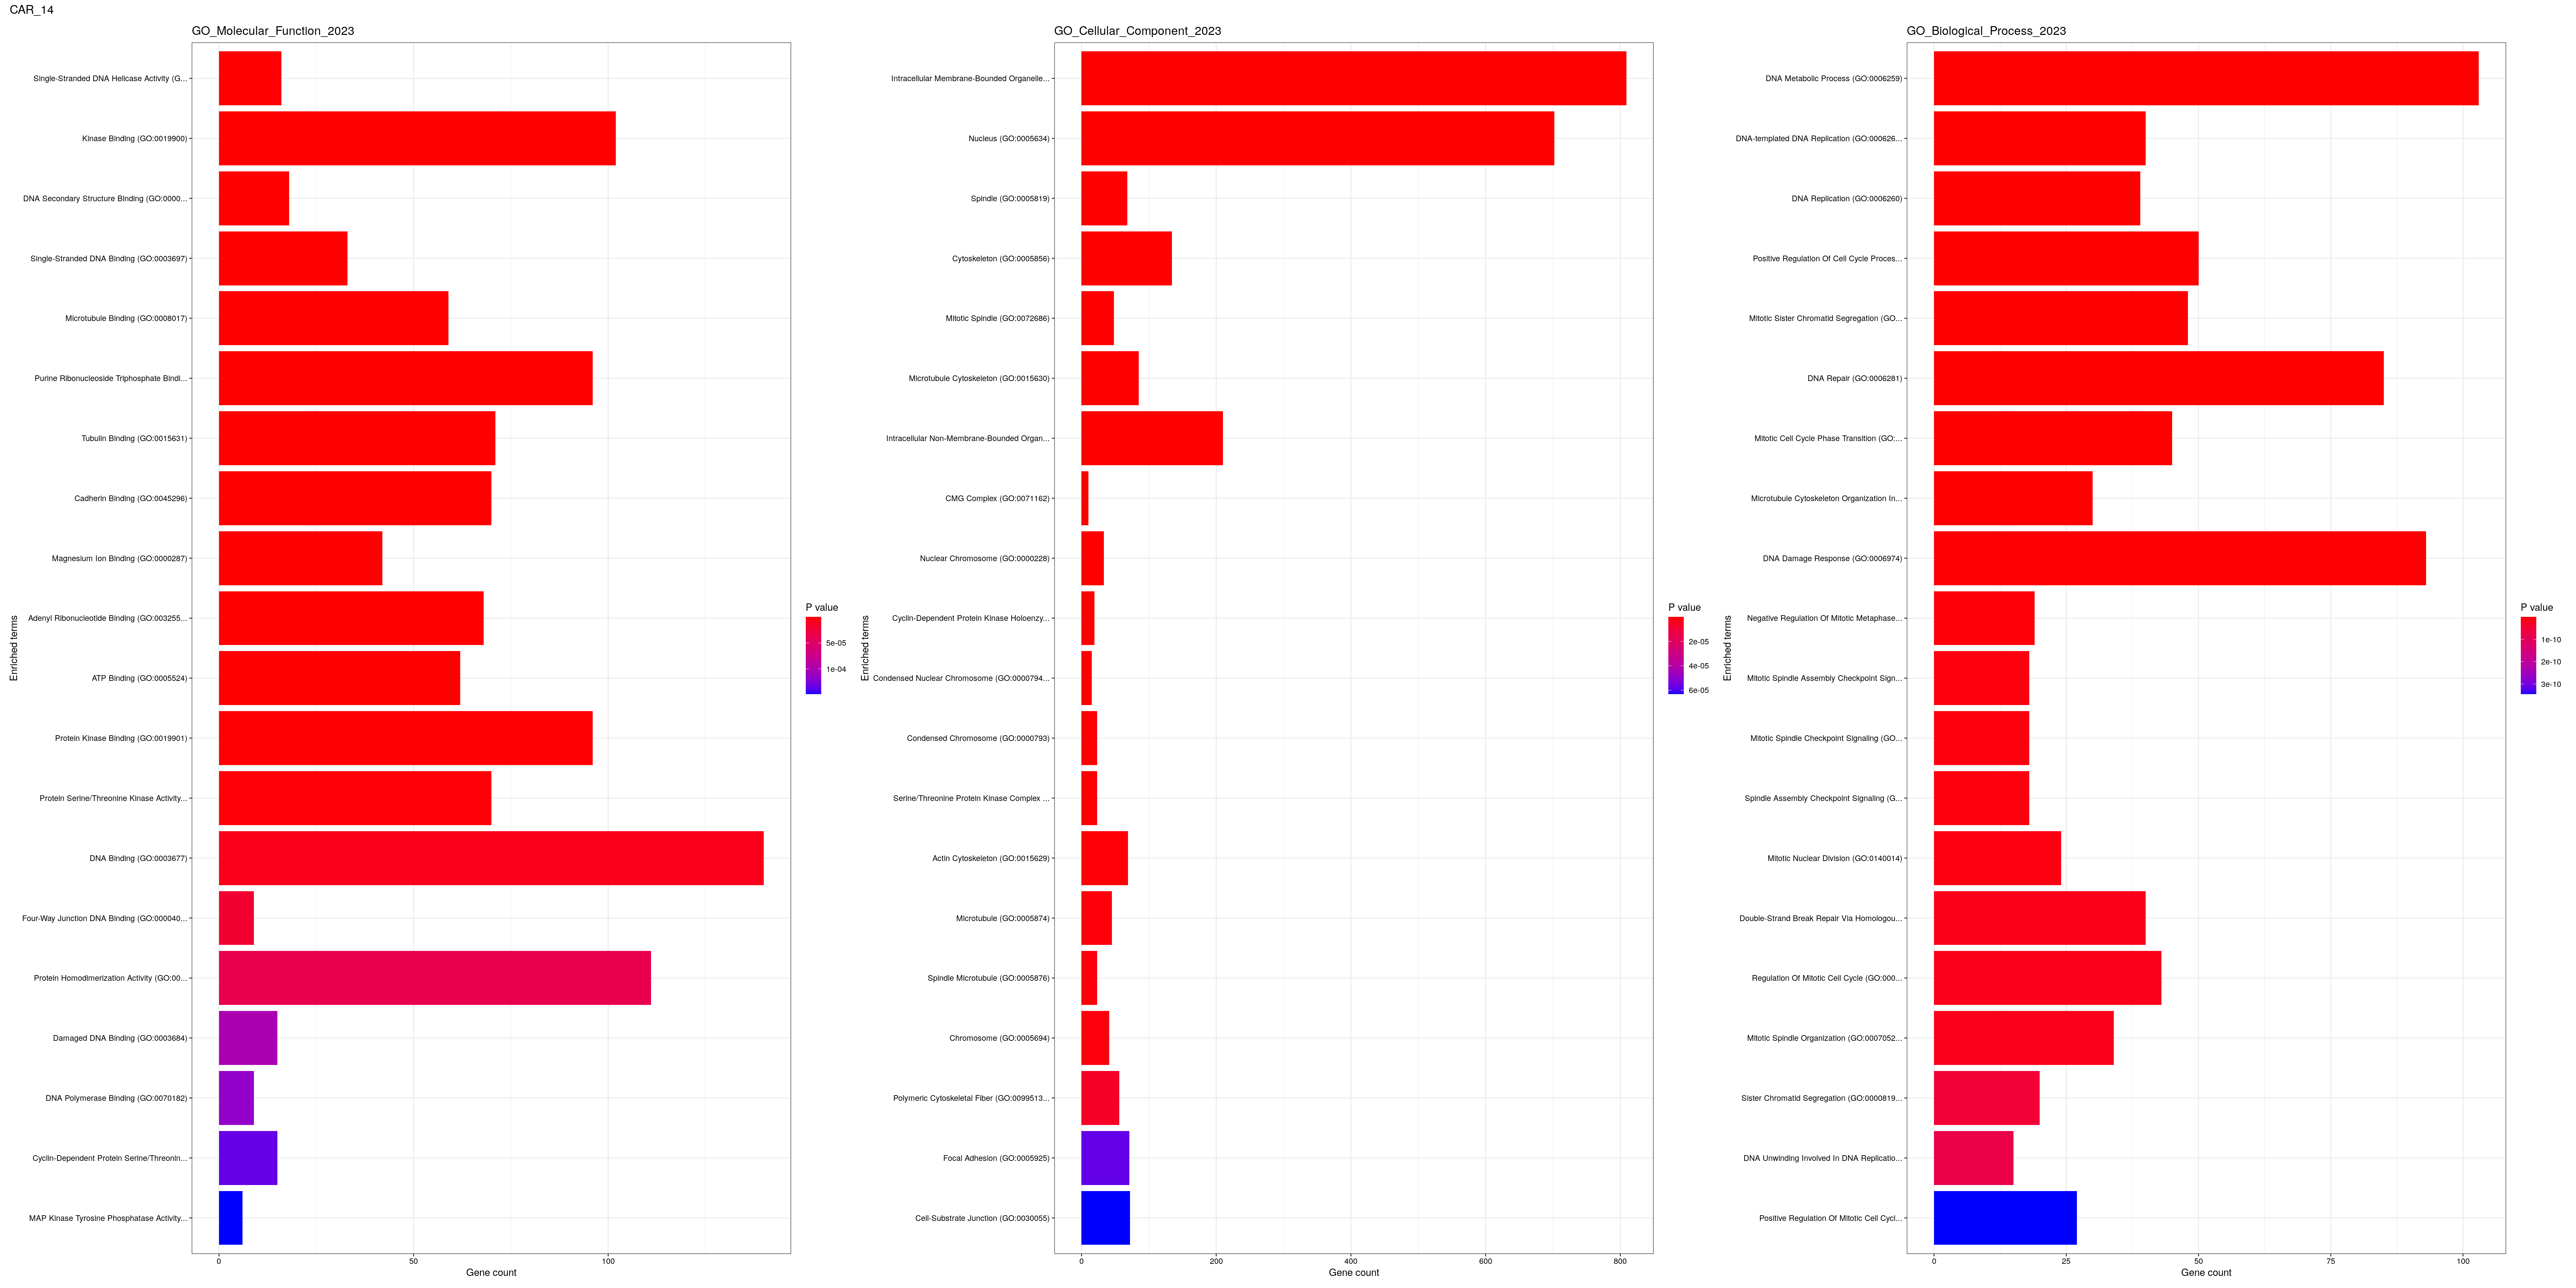 CAR_14
GO_Molecular_Function_2023
Single-Stranded DNA Helicase Activity (G...
Kinase Binding (GO:0019900)
DNA Secondary Structure Binding (GO:0000...
Single-Stranded DNA Binding (GO:0003697)
Microtubule Binding (GO:0008017)
Purine Ribonucleoside Triphosphate Bindi...
Tubulin Binding (GO:0015631)
Cadherin Binding (GO:0045296)
Magnesium Ion Binding (GO:0000287)
Adenyl Ribonucleotide Binding (GO:003255...
ATP Binding (GO:0005524)
Protein Kinase Binding (GO:0019901)
Protein Serine/Threonine Kinase Activity...
DNA Binding (GO:0003677)
Four-Way Junction DNA Binding (GO:000040...
Protein Homodimerization Activity (GO:00...
Damaged DNA Binding (GO:0003684)
DNA Polymerase Binding (GO:0070182)
Cyclin-Dependent Protein Serine/Threonin...
MAP Kinase Tyrosine Phosphatase Activity...
Enriched terms
0 50 100
Gene count
P value
5e-05
1e-04
GO_Cellular_Component_2023
Intracellular Membrane-Bounded Organelle...
Nucleus (GO:0005634)
Spindle (GO:0005819)
Cytoskeleton (GO:0005856)
Mitotic Spindle (GO:0072686)
Microtubule Cytoskeleton (GO:0015630)
Intracellular Non-Membrane-Bounded Organ...
CMG Complex (GO:0071162)
Nuclear Chromosome (GO:0000228)
Cyclin-Dependent Protein Kinase Holoenzy...
Condensed Nuclear Chromosome (GO:0000794...
Condensed Chromosome (GO:0000793)
Serine/Threonine Protein Kinase Complex ...
Actin Cytoskeleton (GO:0015629)
Microtubule (GO:0005874)
Spindle Microtubule (GO:0005876)
Chromosome (GO:0005694)
Polymeric Cytoskeletal Fiber (GO:0099513...
Focal Adhesion (GO:0005925)
Cell-Substrate Junction (GO:0030055)
Enriched terms
0 200 400 600 800
Gene count
P value
2e-05
4e-05
6e-05
GO_Biological_Process_2023
DNA Metabolic Process (GO:0006259)
DNA-templated DNA Replication (GO:000626...
DNA Replication (GO:0006260)
Positive Regulation Of Cell Cycle Proces...
Mitotic Sister Chromatid Segregation (GO...
DNA Repair (GO:0006281)
Mitotic Cell Cycle Phase Transition (GO:...
Microtubule Cytoskeleton Organization In...
DNA Damage Response (GO:0006974)
Negative Regulation Of Mitotic Metaphase...
Mitotic Spindle Assembly Checkpoint Sign...
Mitotic Spindle Checkpoint Signaling (GO...
Spindle Assembly Checkpoint Signaling (G...
Mitotic Nuclear Division (GO:0140014)
Double-Strand Break Repair Via Homologou...
Regulation Of Mitotic Cell Cycle (GO:000...
Mitotic Spindle Organization (GO:0007052...
Sister Chromatid Segregation (GO:0000819...
DNA Unwinding Involved In DNA Replicatio...
Positive Regulation Of Mitotic Cell Cycl...
Enriched terms
0 25 50 75 100
Gene count
P value
1e-10
2e-10
3e-10